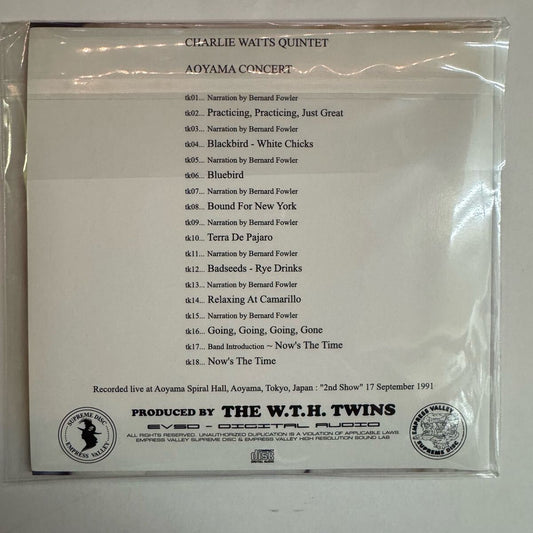 CHARLIE WATTS QUINTET
AOYAMA CONCERT
tk01... Narration by Bernard Fowler
tk02... Practicing, Practicing, Just Great
tk03... Narration by Bernard Fowler
tk04... Blackbird - White Chicks
tk05... Narration by Bernard Fowler
tk06... Bluebird
tk07... Narration by Bernard Fowler
tk08... Bound For New York
tk09... Narration by Bernard Fowler
tk10... Terra De Pajaro
tk11... Narration by Bernard Fowler
tk12... Badseeds - Rye Drinks
tk13... Narration by Bernard Fowler
tk14... Relaxing At Camarillo
tk15... Narration by Bernard Fowler
tk16... Going, Going, Going, Gone
tk17... Band Introduction ~ Now's The Time
tk18... Now's The Time
Recorded live at Aoyama Spiral Hall, Aoyama, Tokyo, Japan : "2nd Show" 17 September 1991
PRODUCED BY THE W.T.H. TWINS
EVSD - DIGITAL AUDIO
ALL RIGHTS RESERVED. UNAUTHORIZED DUPLICATION IS A VIOLATION OF APPLICABLE LAWS.
EMPRESS VALLEY SUPREME DISC & EMPRESS VALLEY HIGH RESOLUTION SOUND LAB
SUPREME DISC
EMPRESS VALLEY
EMPRESS VALLEY
SUPREME DISC
COMPACT
disc
DIGITAL AUDIO